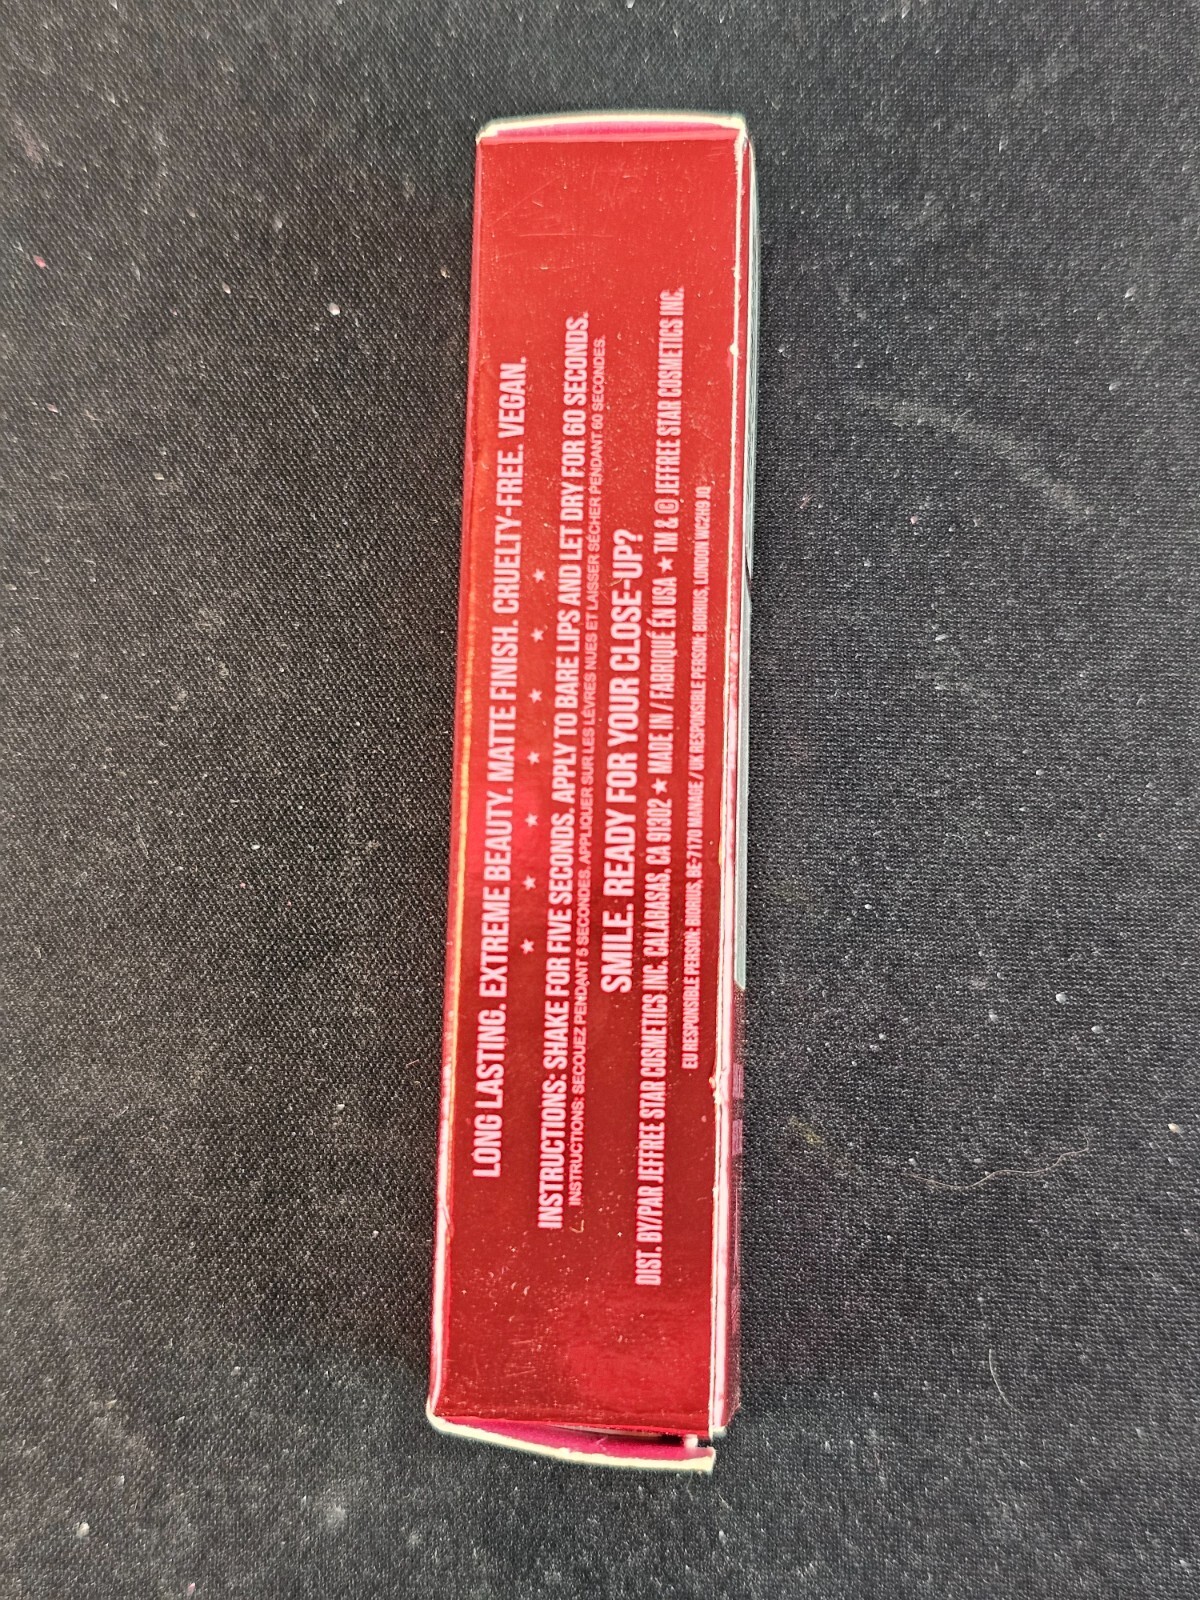 LONG LASTING. EXTREME BEAUTY. MATTE FINISH. CRUELTY-FREE. VEGAN.
★ ★ ★ ★ ★ ★ ★
INSTRUCTIONS: SHAKE FOR FIVE SECONDS. APPLY TO BARE LIPS AND LET DRY FOR 60 SECONDS.
INSTRUCTIONS: SECOUEZ PENDANT 5 SECONDES. APPLIQUER SUR LES LÈVRES NUES ET LAISSER SÉCHER PENDANT 60 SECONDES.
SMILE. READY FOR YOUR CLOSE-UP?
DIST. BY/PAR JEFFREE STAR COSMETICS INC. CALABASAS, CA 91302 ★ MADE IN / FABRIQUÉ EN USA ★ TM & © JEFFREE STAR COSMETICS INC.
EU RESPONSIBLE PERSON: BIORIUS, BE-7170 MANAGE / UK RESPONSIBLE PERSON: BIORIUS, LONDON WC2H9 JQ